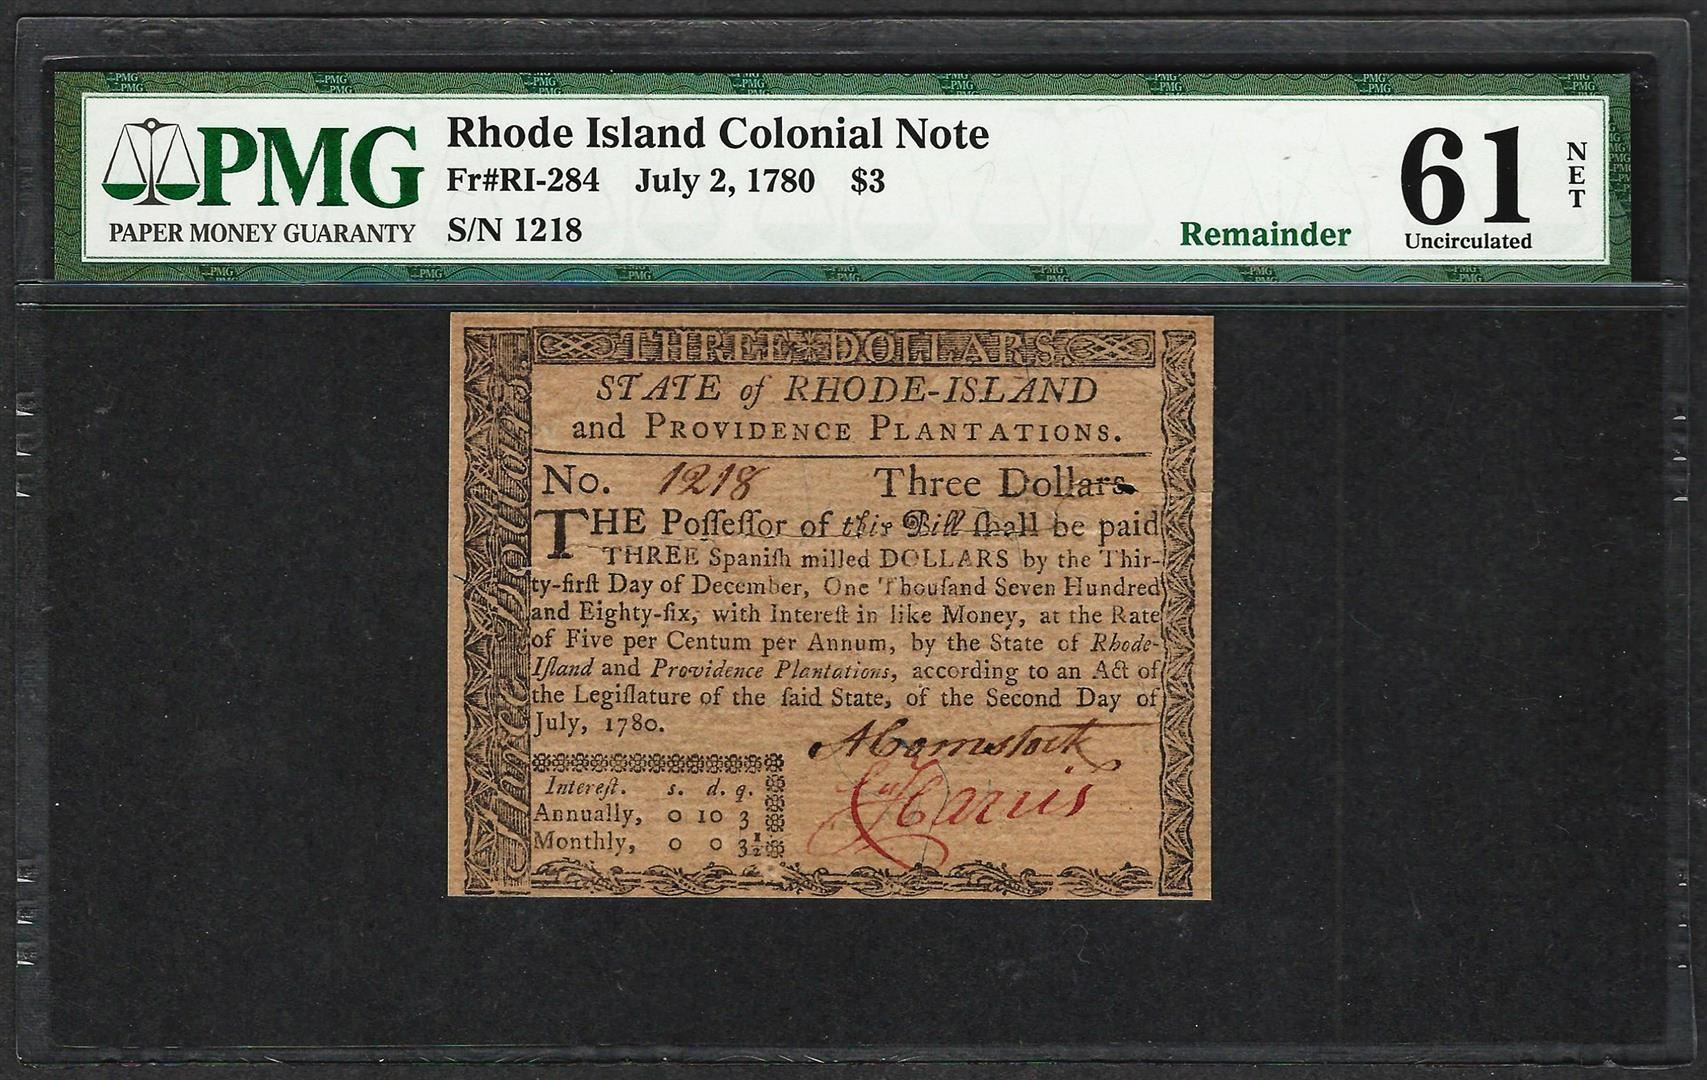 PMG
PAPER MONEY GUARANTY
Rhode Island Colonial Note
Fr#RI-284 July 2, 1780 $3
S/N 1218
Remainder
61
Uncirculated
NET
THREE DOLLARS
STATE of RHODE-ISLAND
and PROVIDENCE PLANTATIONS.
No. 1218 Three Dollars.
THE Poſſeſſor of this Bill ſhall be paid
THREE Spaniſh milled DOLLARS by the Thir-
ty-firſt Day of December, One Thouſand Seven Hundred
and Eighty-ſix, with Intereſt in like Money, at the Rate
of Five per Centum per Annum, by the State of Rhode-
Iſland and Providence Plantations, according to an Act of
the Legiſlature of the ſaid State, of the Second Day of
July, 1780.
A Comstock
Harris
Intereſt. s. d. q.
Annually, 0 10 3
Monthly, 0 0 3½
Three Dollars